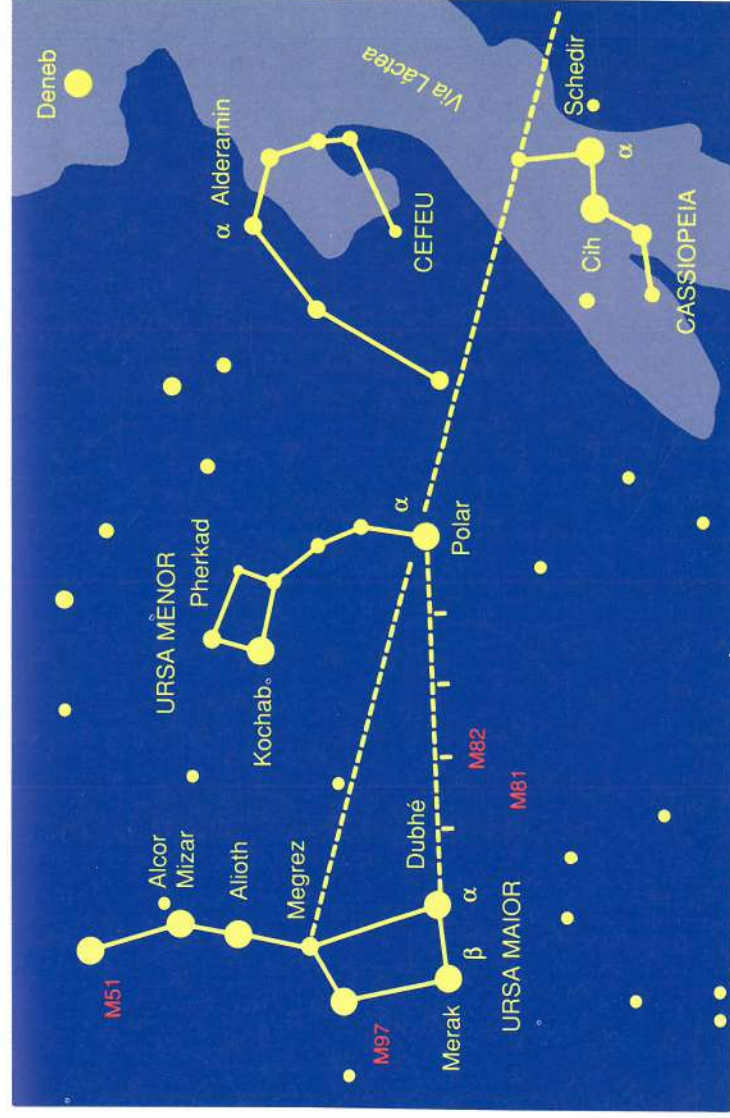 Deneb
Via Láctea
α
Alderamin
CEFEU
Schedir
α
Cih
CASSIOPEIA
URSA MENOR
Pherkad
Kochab
α
Polar
Alcor
Mizar
Alioth
Megrez
M51
M82
M81
Dubhé
α
β
Merak
M97
URSA MAIOR